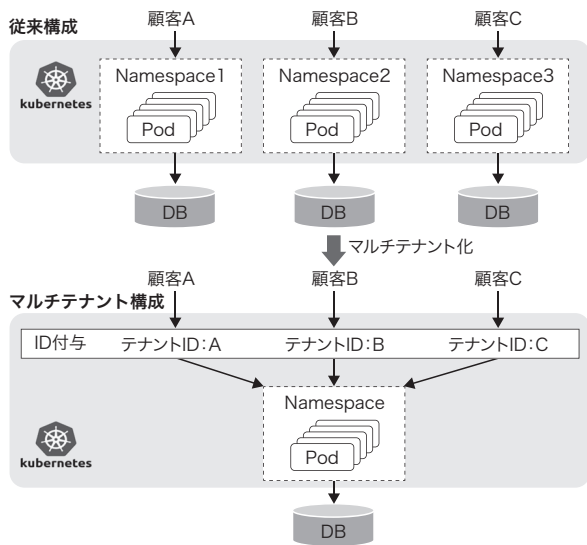 従来構成
顧客A 顧客B 顧客C
kubernetes
Namespace1 Namespace2 Namespace3
Pod Pod Pod
DB DB DB
マルチテナント化
顧客A 顧客B 顧客C
マルチテナント構成
ID付与 テナントID：A テナントID：B テナントID：C
Namespace
Pod
kubernetes
DB